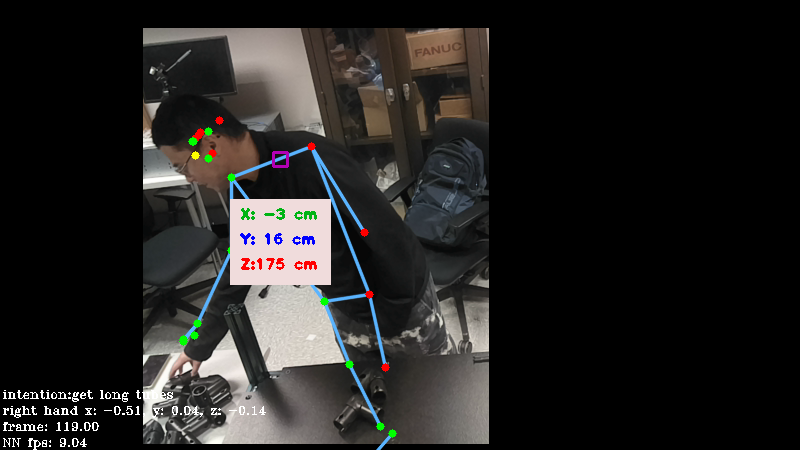 FANUC
X: -3 cm
Y: 16 cm
Z:175 cm
intention:get long tubes
right hand x: -0.51, y: 0.04, z: -0.14
frame: 119.00
NN fps: 9.04